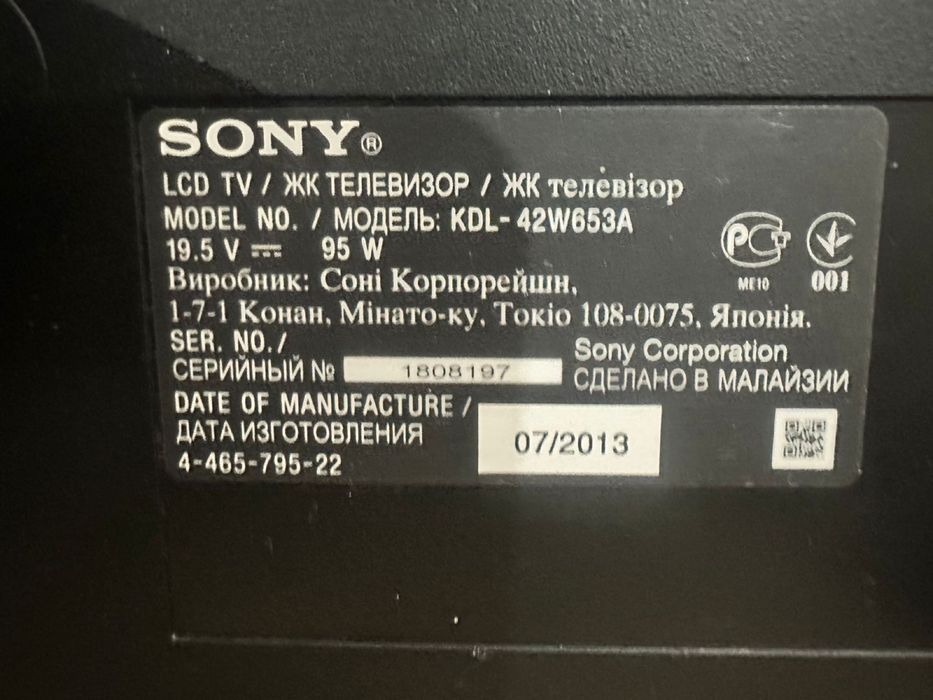 SONY®
LCD TV / ЖК ТЕЛЕВИЗОР / ЖК телевізор
MODEL NO. / МОДЕЛЬ: KDL-42W653A
19.5 V ⎓ 95 W
Виробник: Соні Корпорейшн,
1-7-1 Конан, Мінато-ку, Токіо 108-0075, Японія.
SER. NO./
СЕРИЙНЫЙ № 1808197
Sony Corporation
СДЕЛАНО В МАЛАЙЗИИ
DATE OF MANUFACTURE /
ДАТА ИЗГОТОВЛЕНИЯ
07/2013
4-465-795-22
РСТ
ME10
001